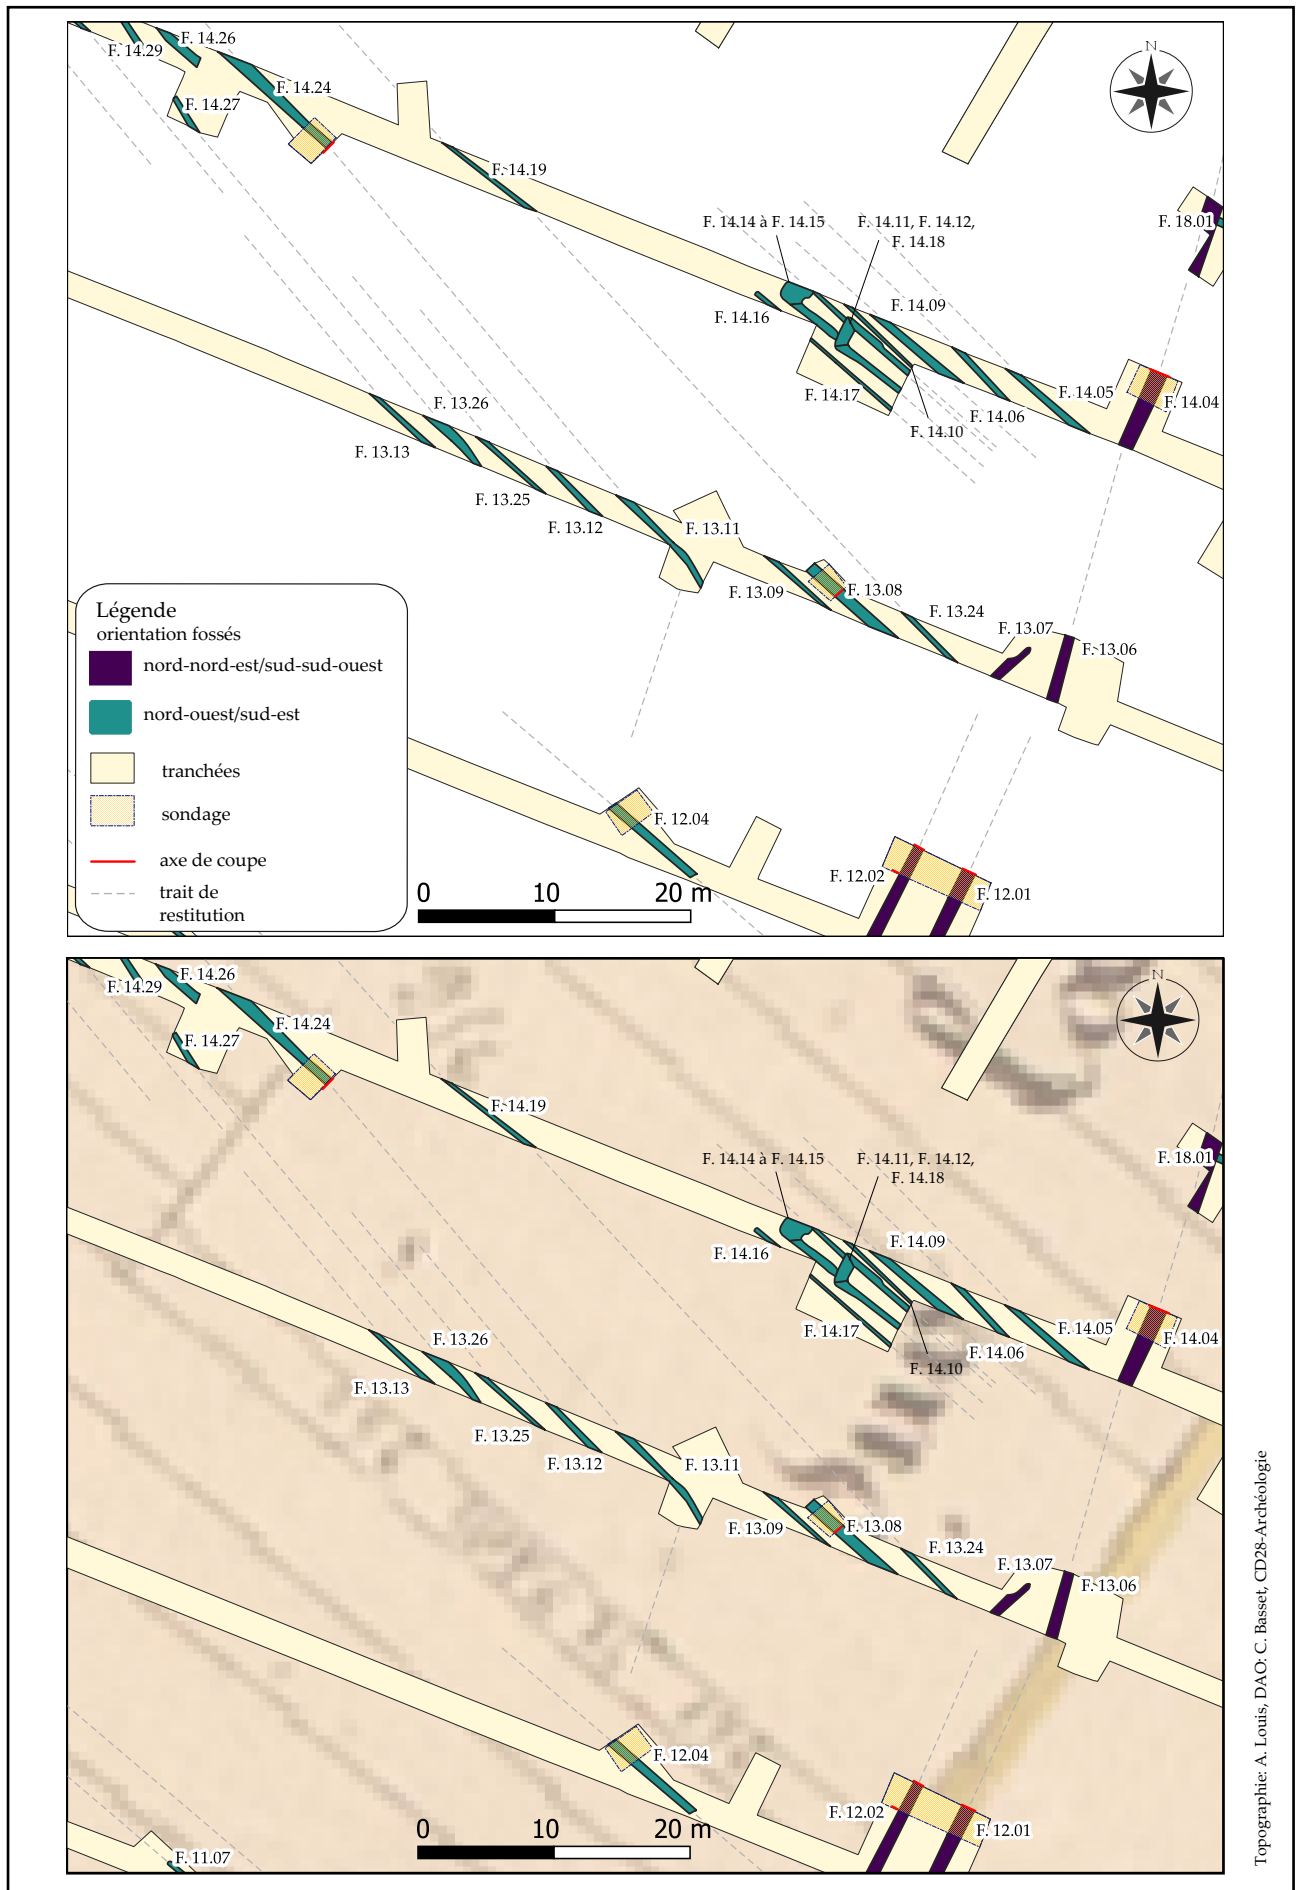 F. 14.26
F. 14.29
N
F. 14.24
F. 14.27
F. 14.19
F. 14.14 à F. 14.15
F. 14.11, F. 14.12,
F. 14.18
F. 18.01
F. 14.09
F. 14.16
F. 14.17
F. 14.05
F. 14.04
F. 14.06
F. 14.10
F. 13.26
F. 13.13
F. 13.25
F. 13.12
F. 13.11
F. 13.09
F. 13.08
F. 13.24
F. 13.07
F. 13.06
Légende
orientation fossés
nord-nord-est/sud-sud-ouest
nord-ouest/sud-est
tranchées
sondage
axe de coupe
trait de
restitution
F. 12.04
F. 12.02
F. 12.01
0 10 20 m
F. 14.26
F. 14.29
N
F. 14.24
F. 14.27
F. 14.19
F. 14.14 à F. 14.15
F. 14.11, F. 14.12,
F. 14.18
F. 18.01
F. 14.09
F. 14.16
F. 14.17
F. 14.05
F. 14.04
F. 14.06
F. 14.10
F. 13.26
F. 13.13
F. 13.25
F. 13.12
F. 13.11
F. 13.09
F. 13.08
F. 13.24
F. 13.07
F. 13.06
F. 12.04
F. 12.02
F. 12.01
0 10 20 m
F. 11.07
Topographie: A. Louis, DAO: C. Basset, CD28-Archéologie